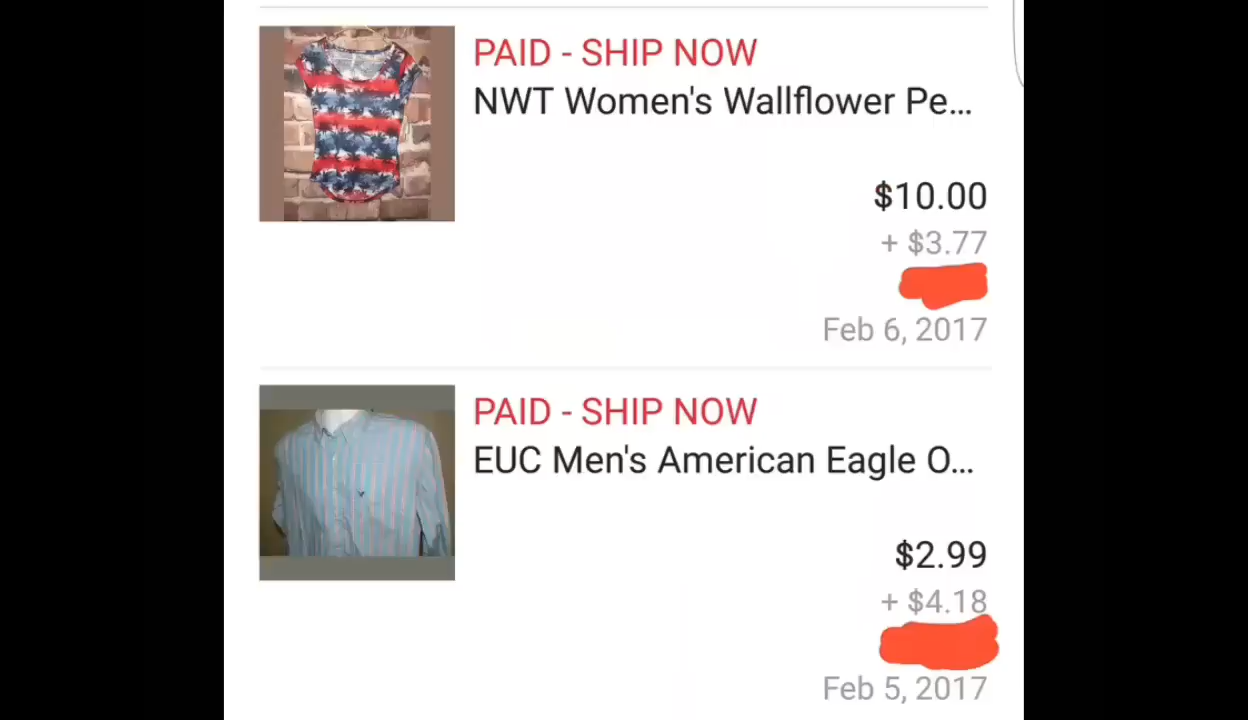 PAID - SHIP NOW
NWT Women's Wallflower Pe...
$10.00
+ $3.77
Feb 6, 2017
PAID - SHIP NOW
EUC Men's American Eagle O...
$2.99
+ $4.18
Feb 5, 2017